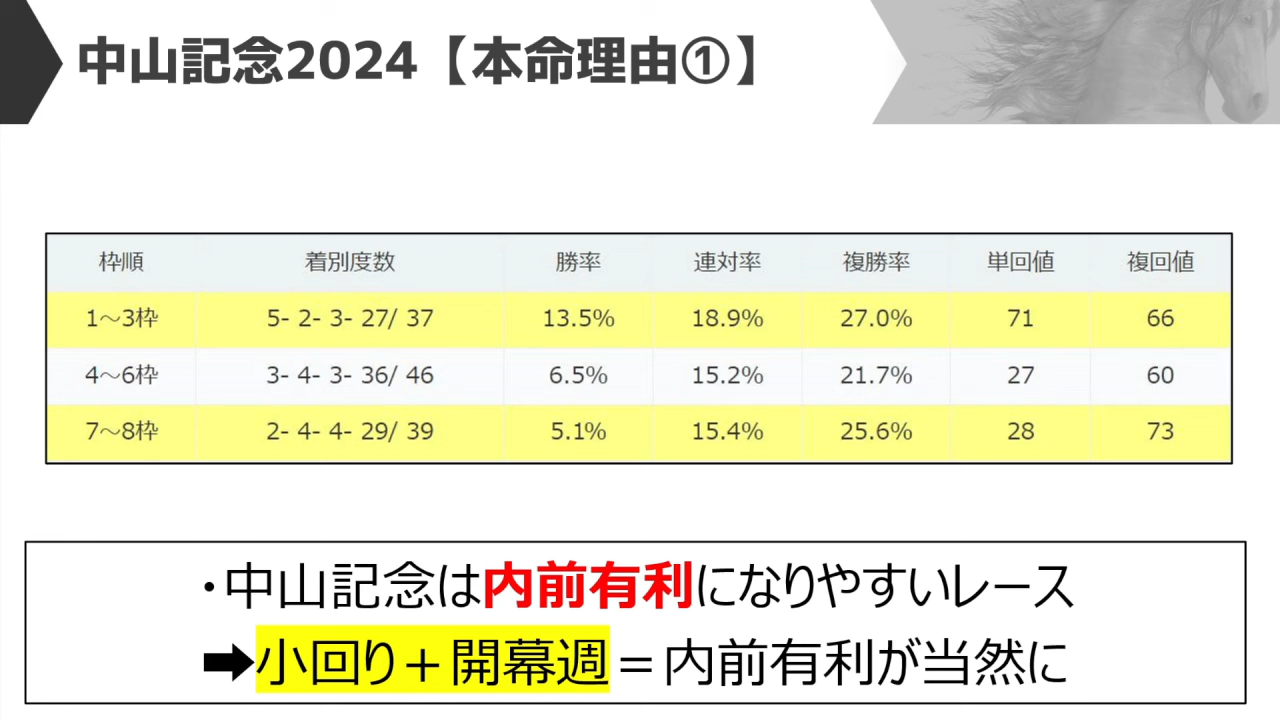 中山記念2024【本命理由①】
枠順 着別度数 勝率 連対率 複勝率 単回値 複回値
1～3枠 5- 2- 3- 27/ 37 13.5% 18.9% 27.0% 71 66
4～6枠 3- 4- 3- 36/ 46 6.5% 15.2% 21.7% 27 60
7～8枠 2- 4- 4- 29/ 39 5.1% 15.4% 25.6% 28 73
・中山記念は内前有利になりやすいレース
➡小回り＋開幕週＝内前有利が当然に